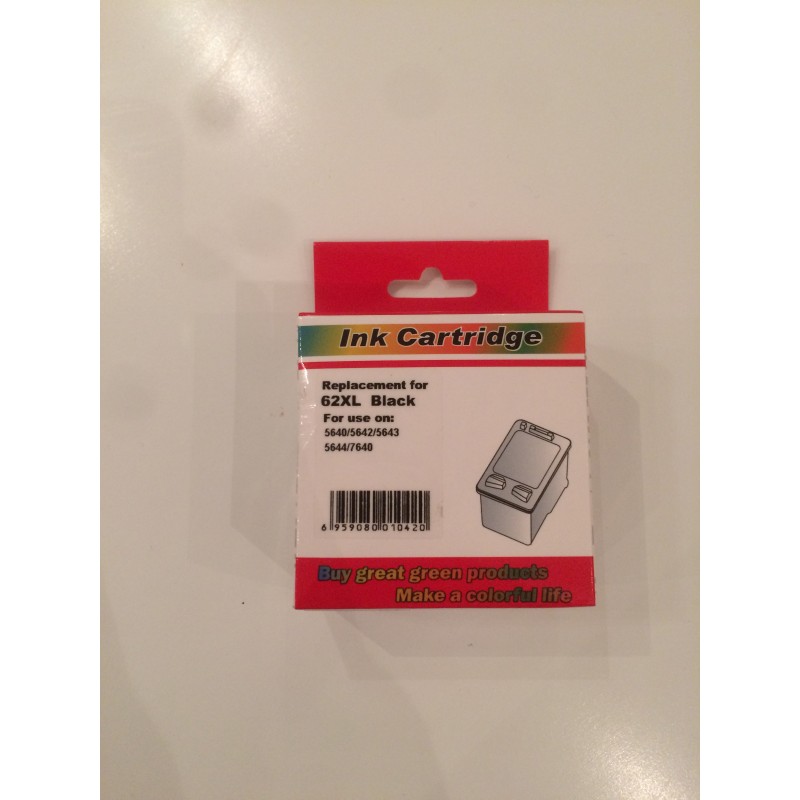 Ink Cartridge
Replacement for
62XL Black
For use on:
5640/5642/5643
5644/7640
6 959080 010420
Buy great green products
Make a colorful life